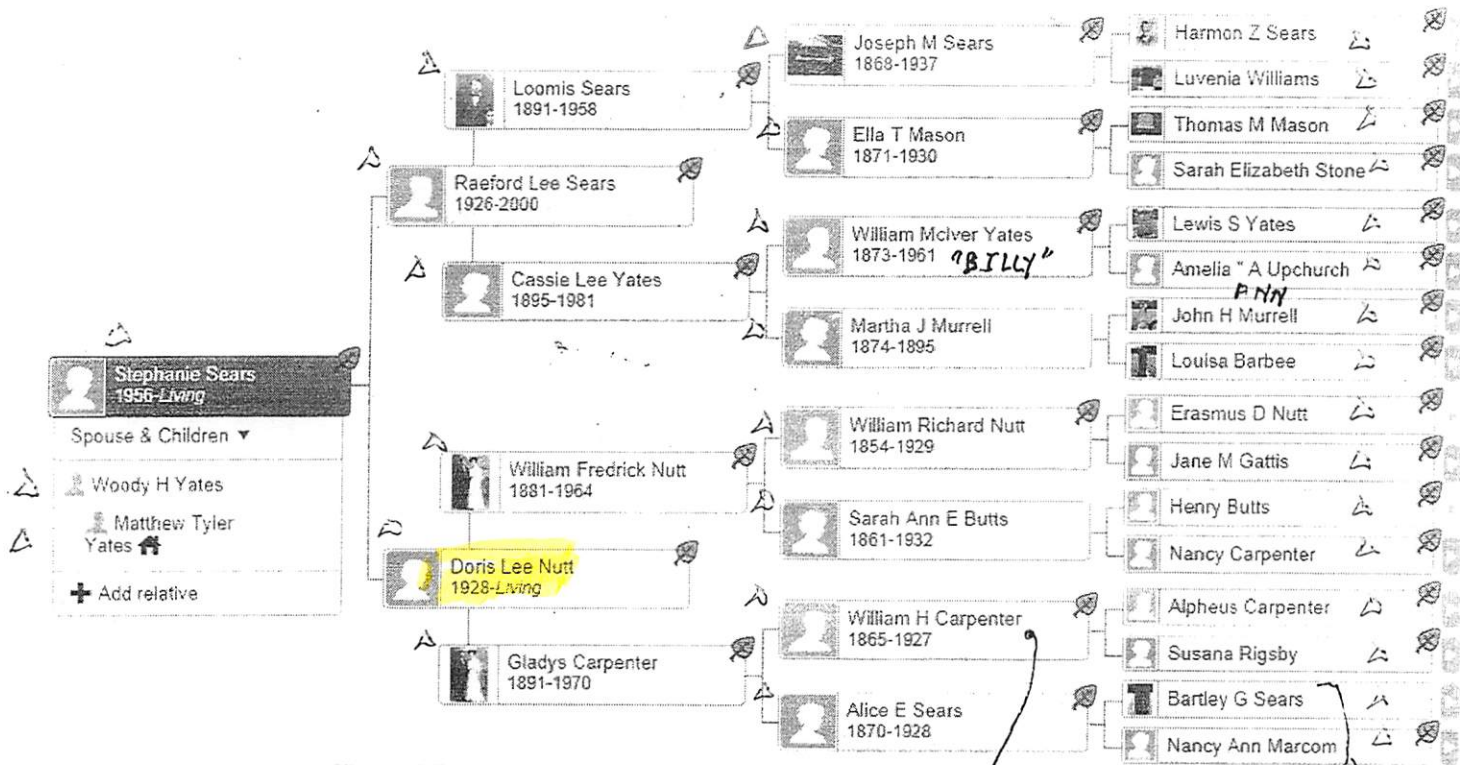 Stephanie Sears
1956-Living
Spouse & Children ▼
Woody H Yates
Matthew Tyler
Yates
+ Add relative
Raeford Lee Sears
1926-2000
Doris Lee Nutt
1928-Living
Loomis Sears
1891-1958
Cassie Lee Yates
1895-1981
William Fredrick Nutt
1881-1964
Gladys Carpenter
1891-1970
Joseph M Sears
1868-1937
Ella T Mason
1871-1930
William McIver Yates
1873-1961 "BILLY"
Martha J Murrell
1874-1895
William Richard Nutt
1854-1929
Sarah Ann E Butts
1861-1932
William H Carpenter
1865-1927
Alice E Sears
1870-1928
Harmon Z Sears
Luvenia Williams
Thomas M Mason
Sarah Elizabeth Stone
Lewis S Yates
Amelia " A Upchurch
ANN
John H Murrell
Louisa Barbee
Erasmus D Nutt
Jane M Gattis
Henry Butts
Nancy Carpenter
Alpheus Carpenter
Susana Rigsby
Bartley G Sears
Nancy Ann Marcom